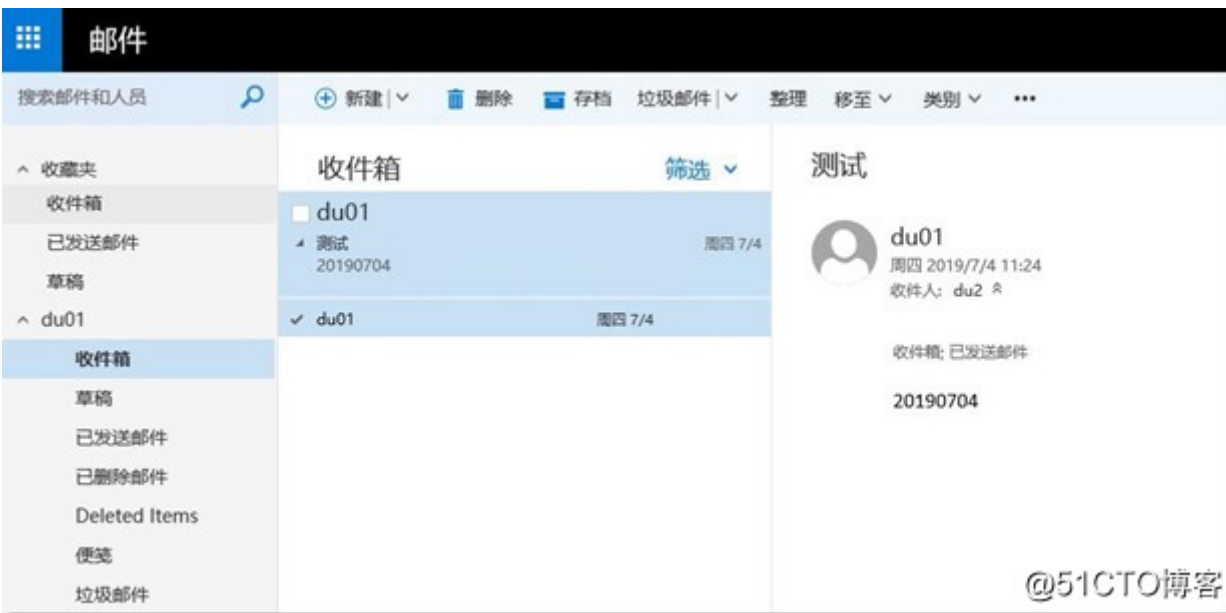 邮件
搜索邮件和人员
新建 删除 存档 垃圾邮件 整理 移至 类别 •••
收藏夹
收件箱
已发送邮件
草稿
du01
收件箱
草稿
已发送邮件
已删除邮件
Deleted Items
便笺
垃圾邮件
收件箱 筛选
du01
测试 周四 7/4
20190704
du01 周四 7/4
测试
du01
周四 2019/7/4 11:24
收件人: du2
收件箱; 已发送邮件
20190704
@51CTO博客